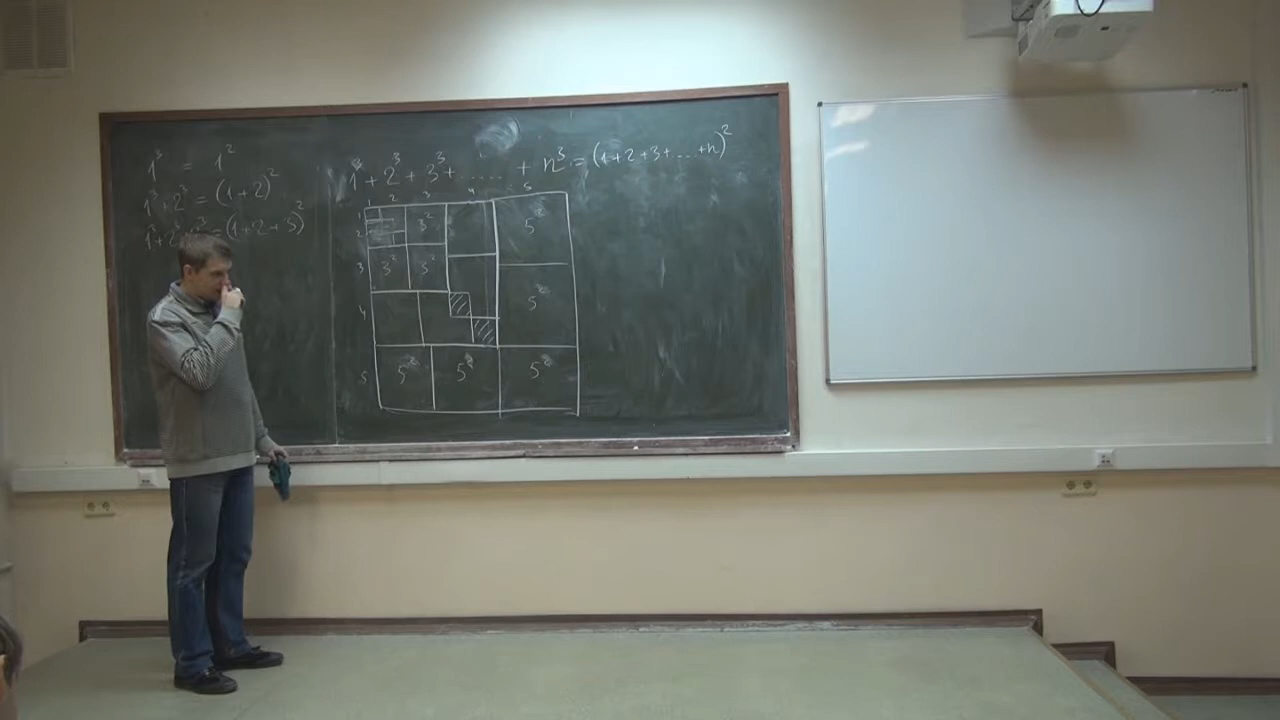 1³ = 1²
1³+2³ = (1+2)²
1³+2³+3³ = (1+2+3)²
1³+2³+3³+......+n³ = (1+2+3+....+n)²
1 2 3 4 5
1
2 3² 5²
3 3² 3²
5²
4
5 5² 5² 5²